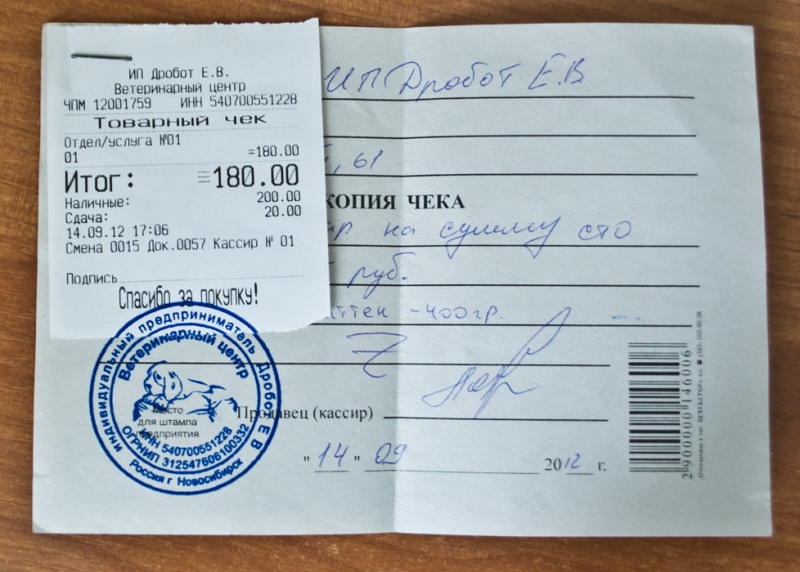 ИП Дробот Е.В.
Ветеринарный центр
ЧПМ 12001759 ИНН 540700551228
Товарный чек
Отдел/услуга №01
01 =180.00
Итог: =180.00
Наличные: 200.00
Сдача: 20.00
14.09.12 17:06
Смена 0015 Док.0057 Кассир № 01
Подпись
Спасибо за покупку!
ИП Дробот Е.В
, 61
КОПИЯ ЧЕКА
на сумму сто
руб.
-400гр.
Продавец (кассир)
"14" 09 2012 г.
индивидуальный предприниматель Дробот Е В
Ветеринарный центр
Место
для штампа
предприятия
ИНН 540700551228
ОГРНИП 312547606100332
Россия г Новосибирск
2900000146006